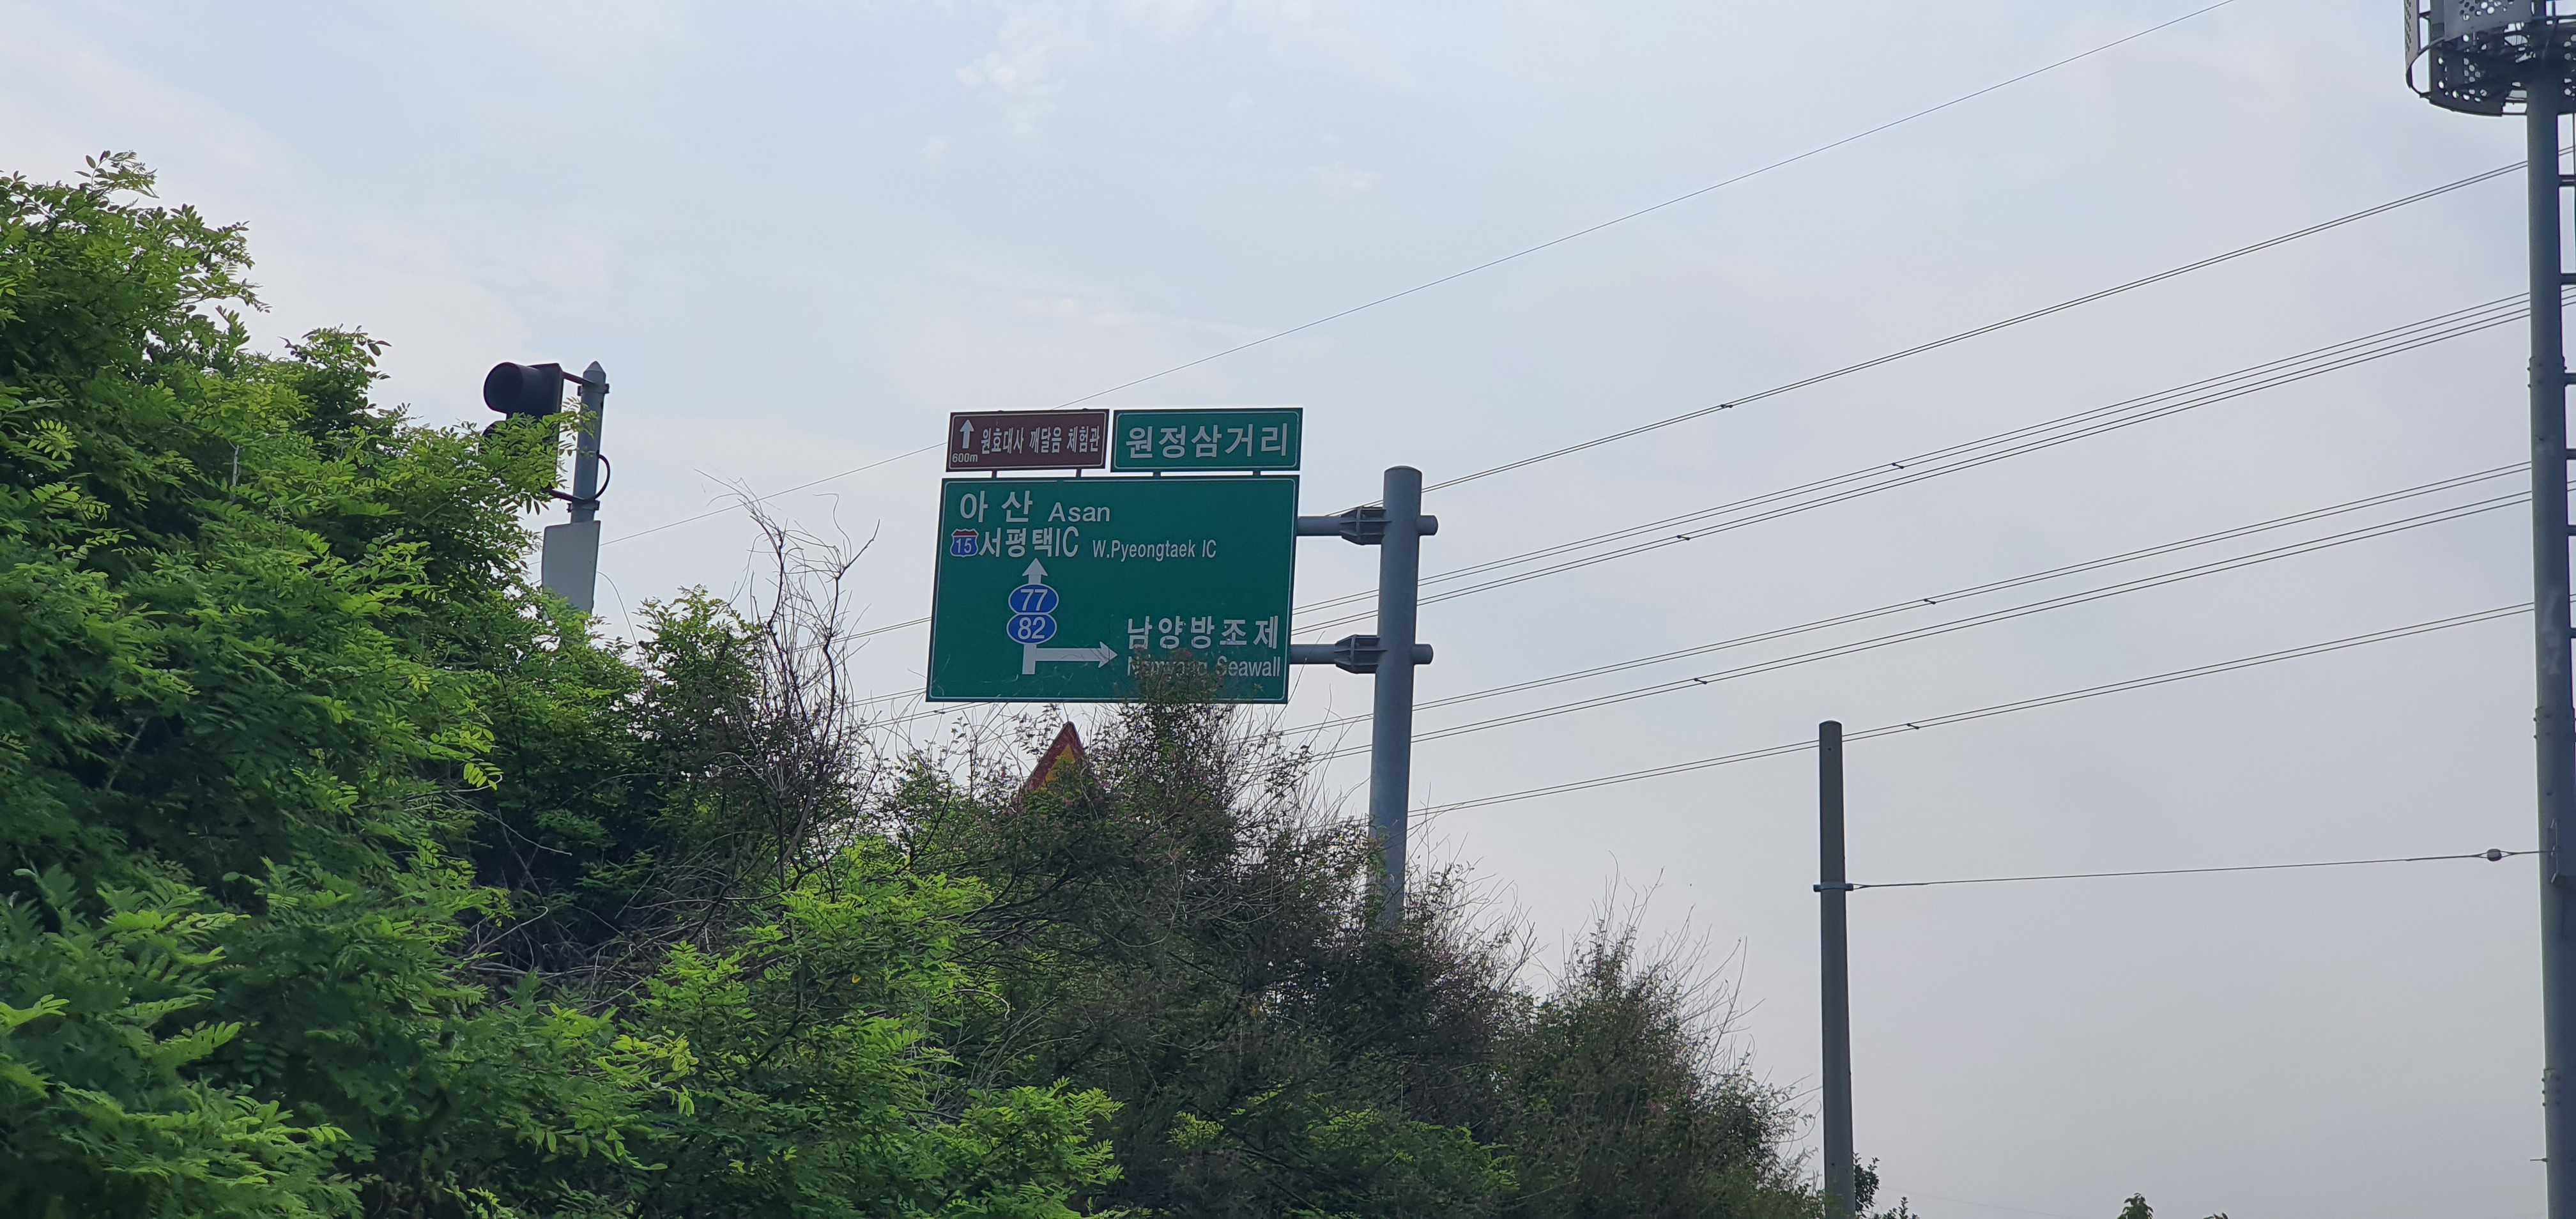 원효대사 깨달음 체험관
600m
원정삼거리
아산 Asan
15 서평택IC W.Pyeongtaek IC
77
82
남양방조제
Namyang Seawall